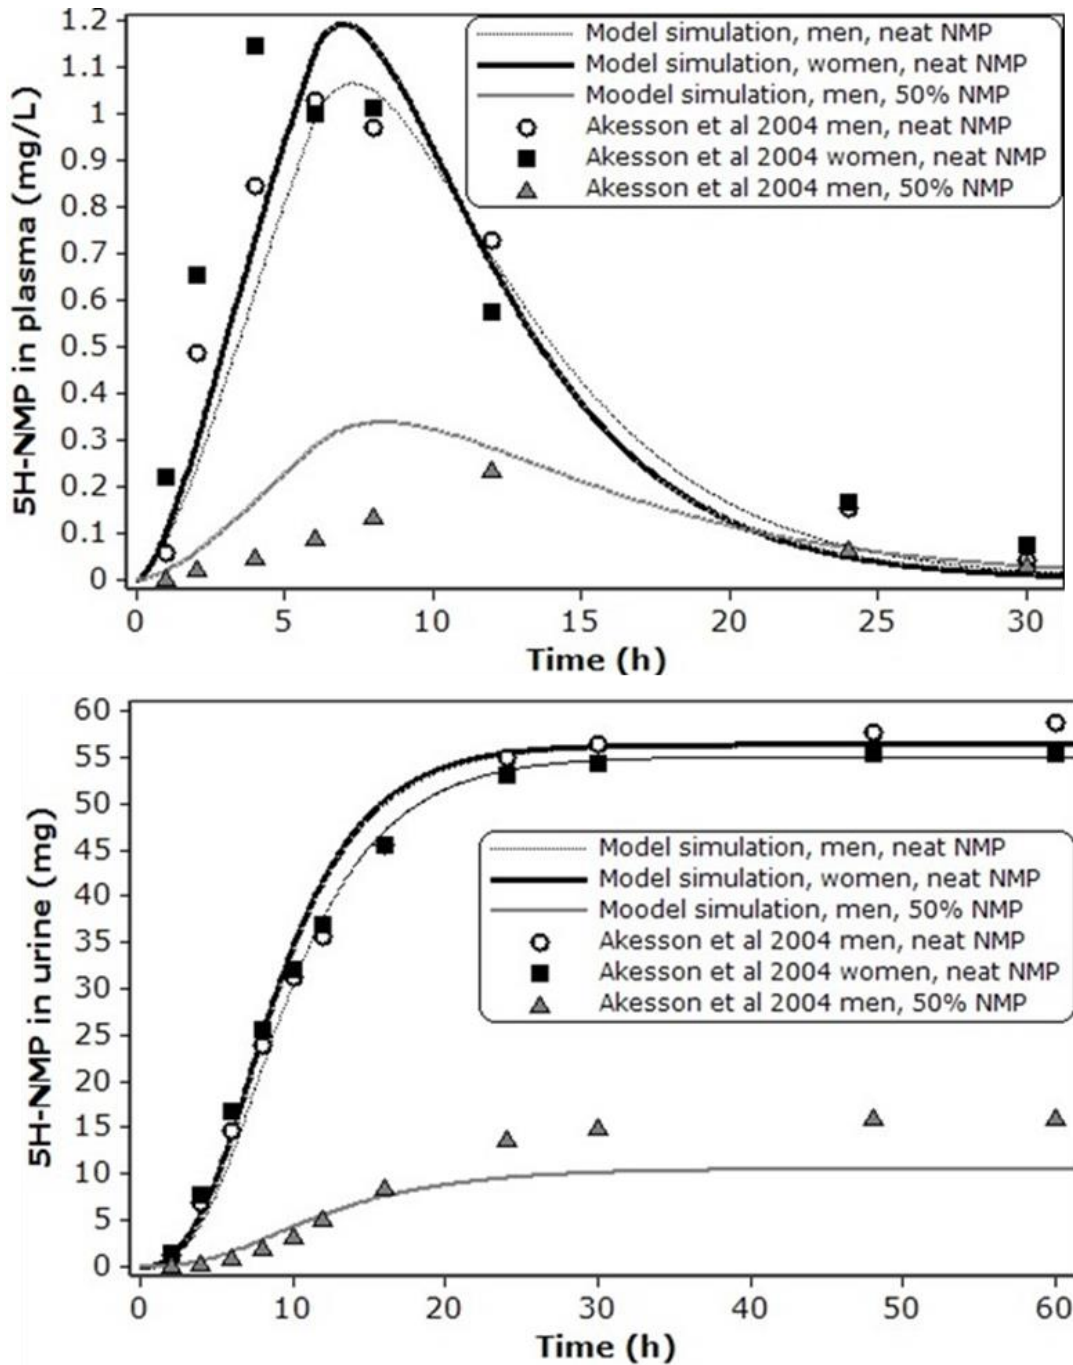 1.2
1.1
1
0.9
0.8
0.7
0.6
0.5
0.4
0.3
0.2
0.1
0
5H-NMP in plasma (mg/L)
Model simulation, men, neat NMP
Model simulation, women, neat NMP
Moodel simulation, men, 50% NMP
Akesson et al 2004 men, neat NMP
Akesson et al 2004 women, neat NMP
Akesson et al 2004 men, 50% NMP
0 5 10 15 20 25 30
Time (h)
60
55
50
45
40
35
30
25
20
15
10
5
0
5H-NMP in urine (mg)
Model simulation, men, neat NMP
Model simulation, women, neat NMP
Moodel simulation, men, 50% NMP
Akesson et al 2004 men, neat NMP
Akesson et al 2004 women, neat NMP
Akesson et al 2004 men, 50% NMP
0 10 20 30 40 50 60
Time (h)